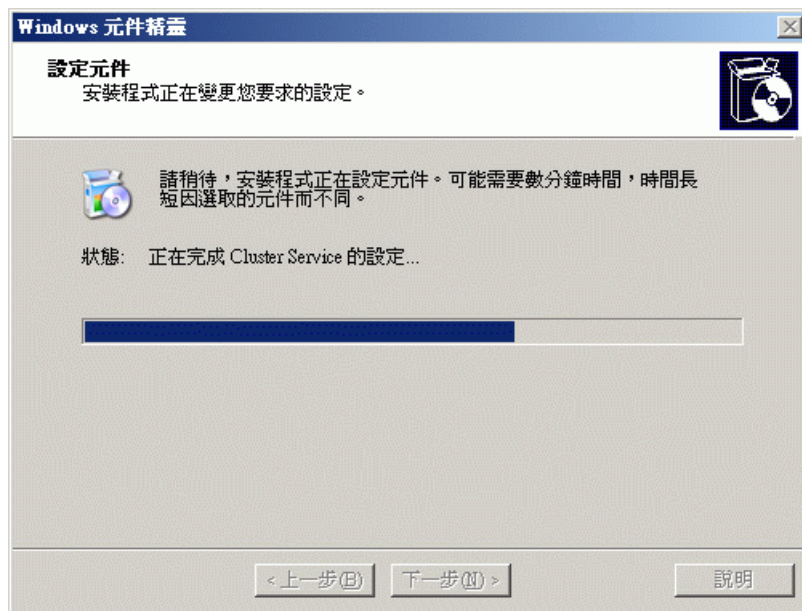 Windows 元件精靈
設定元件
安裝程式正在變更您要求的設定。
請稍待，安裝程式正在設定元件。可能需要數分鐘時間，時間長
短因選取的元件而不同。
狀態: 正在完成 Cluster Service 的設定...
< 上一步(B)
下一步(N) >
說明